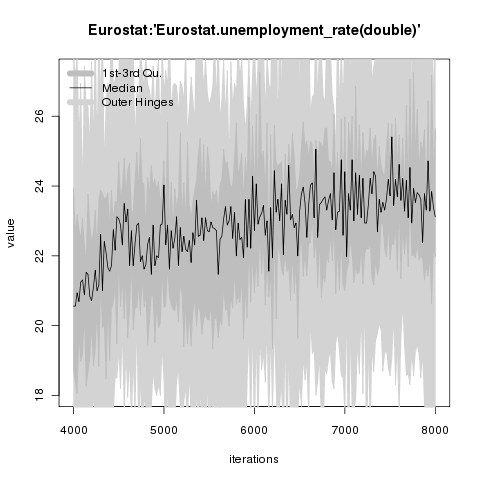 Eurostat:'Eurostat.unemployment_rate(double)'
1st-3rd Qu.
Median
Outer Hinges
value
26
24
22
20
18
4000 5000 6000 7000 8000
iterations